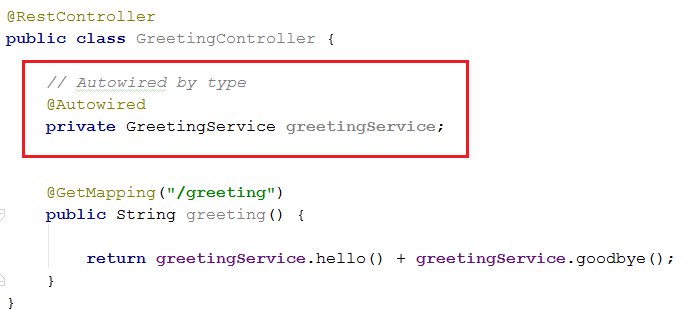 @RestController
public class GreetingController {
// Autowired by type
@Autowired
private GreetingService greetingService;
@GetMapping("/greeting")
public String greeting() {
return greetingService.hello() + greetingService.goodbye();
}
}